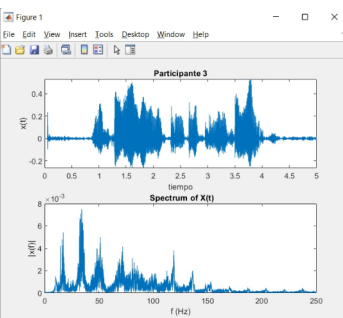 Figure 1
File Edit View Insert Tools Desktop Window Help
Participante 3
x(t)
0.4
0.2
0
-0.2
0 0.5 1 1.5 2 2.5 3 3.5 4 4.5 5
tiempo
×10⁻³ Spectrum of X(t)
|x(f)|
8
6
4
2
0
0 50 100 150 200 250
f (Hz)